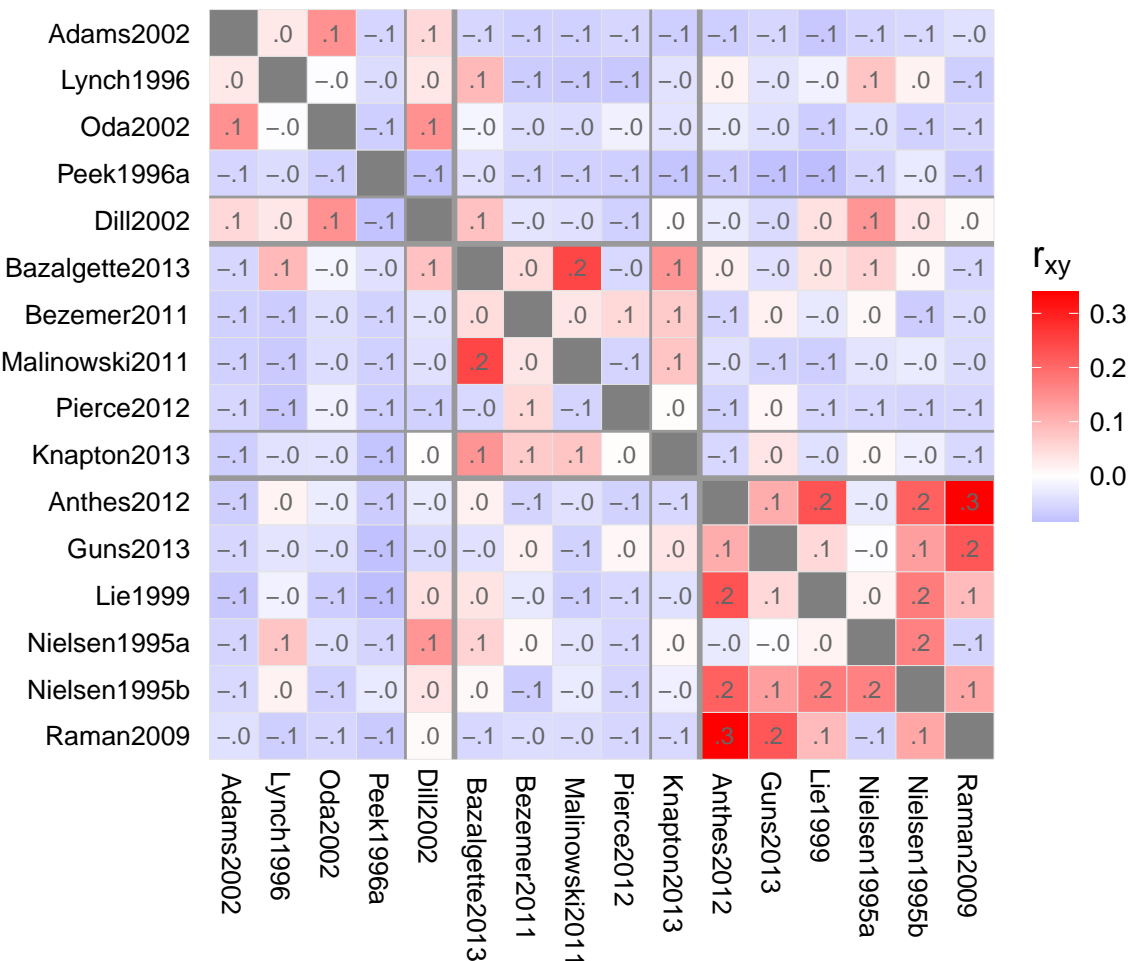 Adams2002 .0 .1 −.1 .1 −.1 −.1 −.1 −.1 −.1 −.1 −.1 −.1 −.1 −.1 −.0
Lynch1996 .0 −.0 −.0 .0 .1 −.1 −.1 −.1 −.0 .0 −.0 −.0 .1 .0 −.1
Oda2002 .1 −.0 −.1 .1 −.0 −.0 −.0 −.0 −.0 −.0 −.0 −.1 −.0 −.1 −.1
Peek1996a −.1 −.0 −.1 −.1 −.0 −.1 −.1 −.1 −.1 −.1 −.1 −.1 −.1 −.0 −.1
Dill2002 .1 .0 .1 −.1 .1 −.0 −.0 −.1 .0 −.0 −.0 .0 .1 .0 .0
Bazalgette2013 −.1 .1 −.0 −.0 .1 .0 .2 −.0 .1 .0 −.0 .0 .1 .0 −.1
Bezemer2011 −.1 −.1 −.0 −.1 −.0 .0 .0 .1 .1 −.1 .0 −.0 .0 −.1 −.0
Malinowski2011 −.1 −.1 −.0 −.1 −.0 .2 .0 −.1 .1 −.0 −.1 −.1 −.0 −.0 −.0
Pierce2012 −.1 −.1 −.0 −.1 −.1 −.0 .1 −.1 .0 −.1 .0 −.1 −.1 −.1 −.1
Knapton2013 −.1 −.0 −.0 −.1 .0 .1 .1 .1 .0 −.1 .0 −.0 .0 −.0 −.1
Anthes2012 −.1 .0 −.0 −.1 −.0 .0 −.1 −.0 −.1 −.1 .1 .2 −.0 .2 .3
Guns2013 −.1 −.0 −.0 −.1 −.0 −.0 .0 −.1 .0 .0 .1 .1 −.0 .1 .2
Lie1999 −.1 −.0 −.1 −.1 .0 .0 −.0 −.1 −.1 −.0 .2 .1 .0 .2 .1
Nielsen1995a −.1 .1 −.0 −.1 .1 .1 .0 −.0 −.1 .0 −.0 −.0 .0 .2 −.1
Nielsen1995b −.1 .0 −.1 −.0 .0 .0 −.1 −.0 −.1 −.0 .2 .1 .2 .2 .1
Raman2009 −.0 −.1 −.1 −.1 .0 −.1 −.0 −.0 −.1 −.1 .3 .2 .1 −.1 .1
Adams2002
Lynch1996
Oda2002
Peek1996a
Dill2002
Bazalgette2013
Bezemer2011
Malinowski2011
Pierce2012
Knapton2013
Anthes2012
Guns2013
Lie1999
Nielsen1995a
Nielsen1995b
Raman2009
rxy
0.3
0.2
0.1
0.0